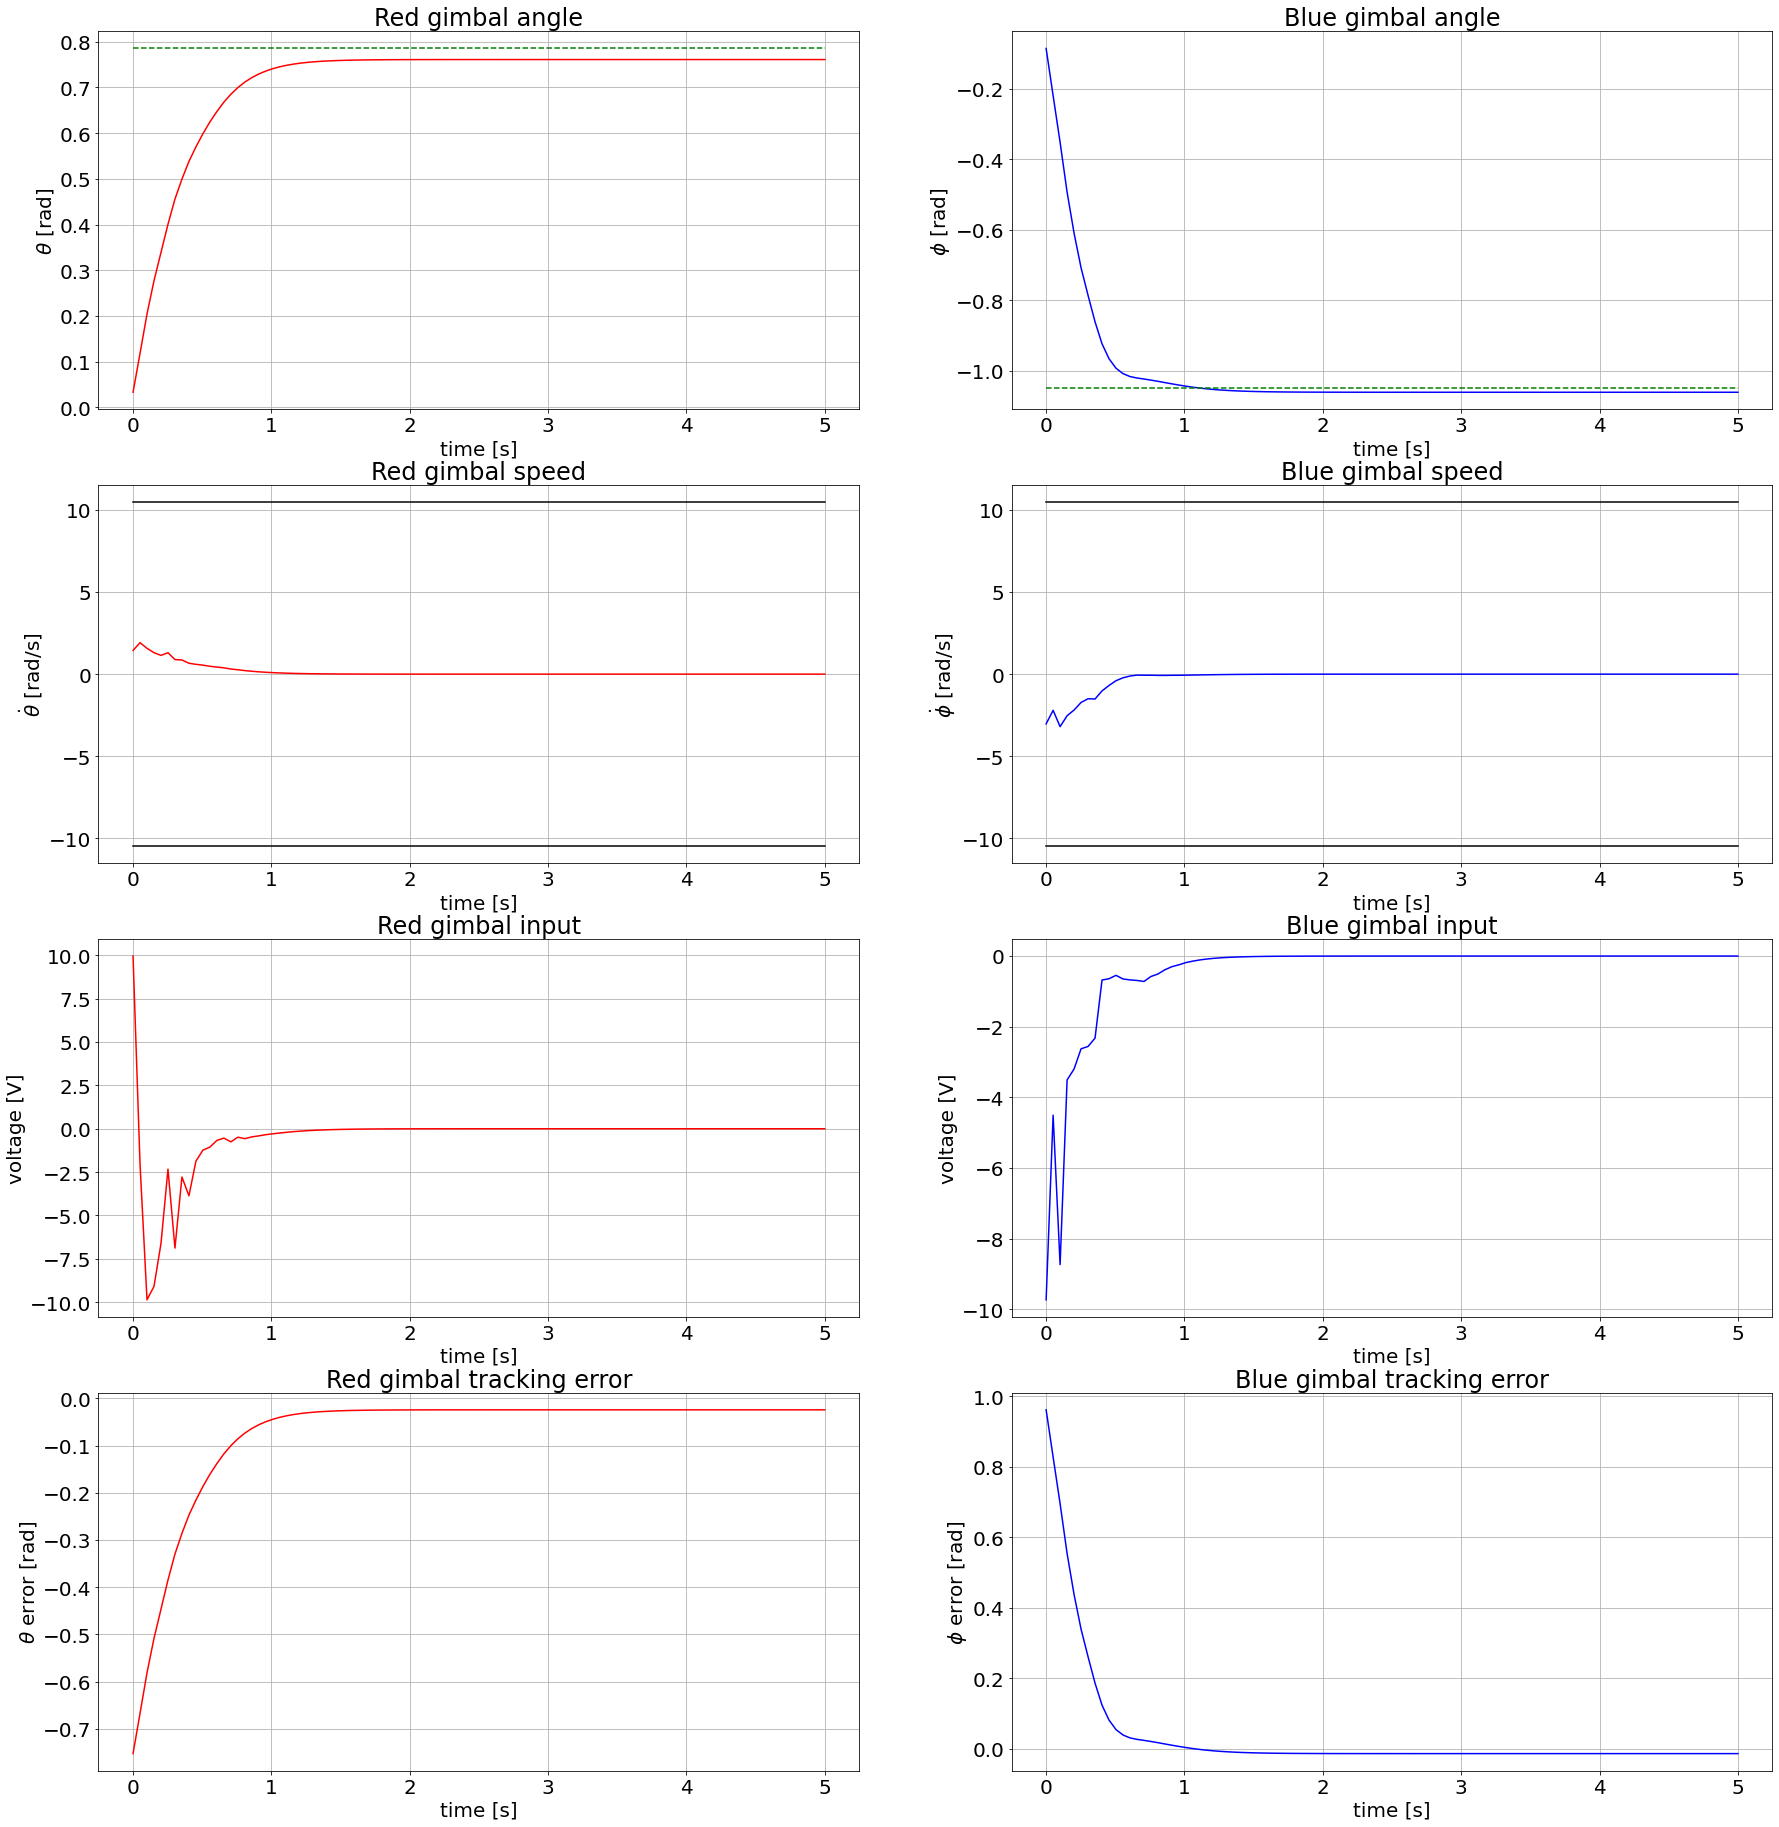 Red gimbal angle
0.8
0.7
0.6
0.5
0.4
0.3
0.2
0.1
0.0
θ [rad]
0 1 2 3 4 5
time [s]
Blue gimbal angle
−0.2
−0.4
−0.6
−0.8
−1.0
ϕ [rad]
0 1 2 3 4 5
time [s]
Red gimbal speed
10
5
0
−5
−10
θ̇ [rad/s]
0 1 2 3 4 5
time [s]
Blue gimbal speed
10
5
0
−5
−10
ϕ̇ [rad/s]
0 1 2 3 4 5
time [s]
Red gimbal input
10.0
7.5
5.0
2.5
0.0
−2.5
−5.0
−7.5
−10.0
voltage [V]
0 1 2 3 4 5
time [s]
Blue gimbal input
0
−2
−4
−6
−8
−10
voltage [V]
0 1 2 3 4 5
time [s]
Red gimbal tracking error
0.0
−0.1
−0.2
−0.3
−0.4
−0.5
−0.6
−0.7
θ error [rad]
0 1 2 3 4 5
time [s]
Blue gimbal tracking error
1.0
0.8
0.6
0.4
0.2
0.0
ϕ error [rad]
0 1 2 3 4 5
time [s]